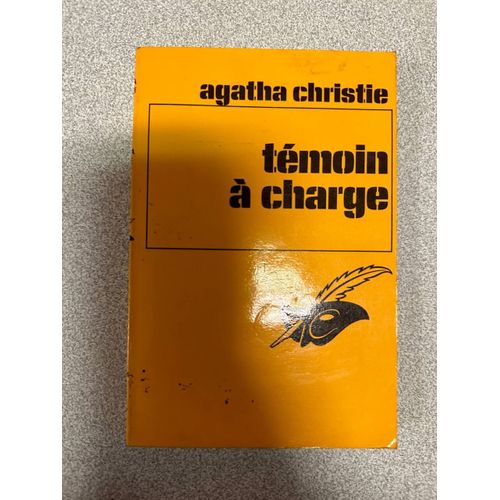 agatha christie
témoin
à charge